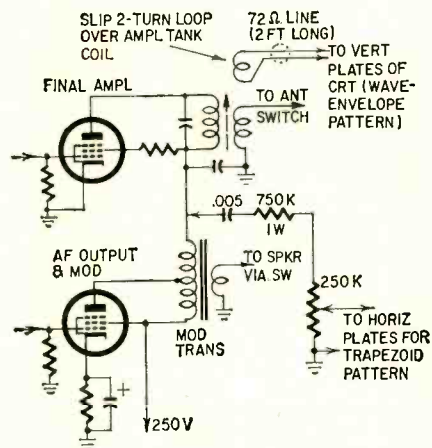 SLIP 2-TURN LOOP
OVER AMPL TANK
COIL
72Ω LINE
(2 FT LONG)
TO VERT
PLATES OF
CRT (WAVE-
ENVELOPE
PATTERN)
FINAL AMPL
TO ANT
SWITCH
.005
750K
1W
AF OUTPUT
& MOD
TO SPKR
VIA SW
250K
MOD
TRANS
TO HORIZ
PLATES FOR
TRAPEZOID
PATTERN
+
250V